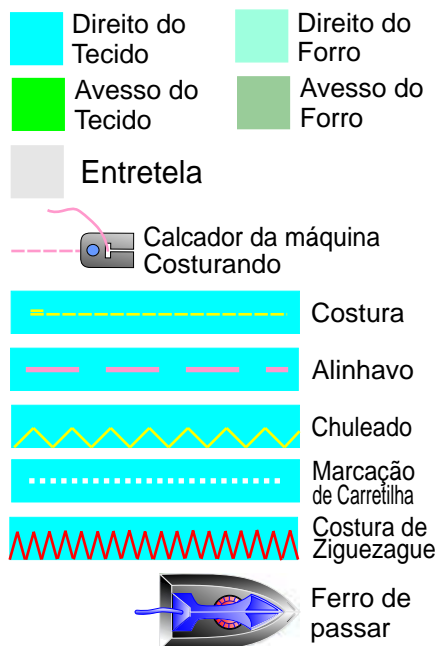 Direito do
Tecido
Direito do
Forro
Avesso do
Tecido
Avesso do
Forro
Entretela
Calcador da máquina
Costurando
Costura
Alinhavo
Chuleado
Marcação
de Carretilha
Costura de
Ziguezague
Ferro de
passar